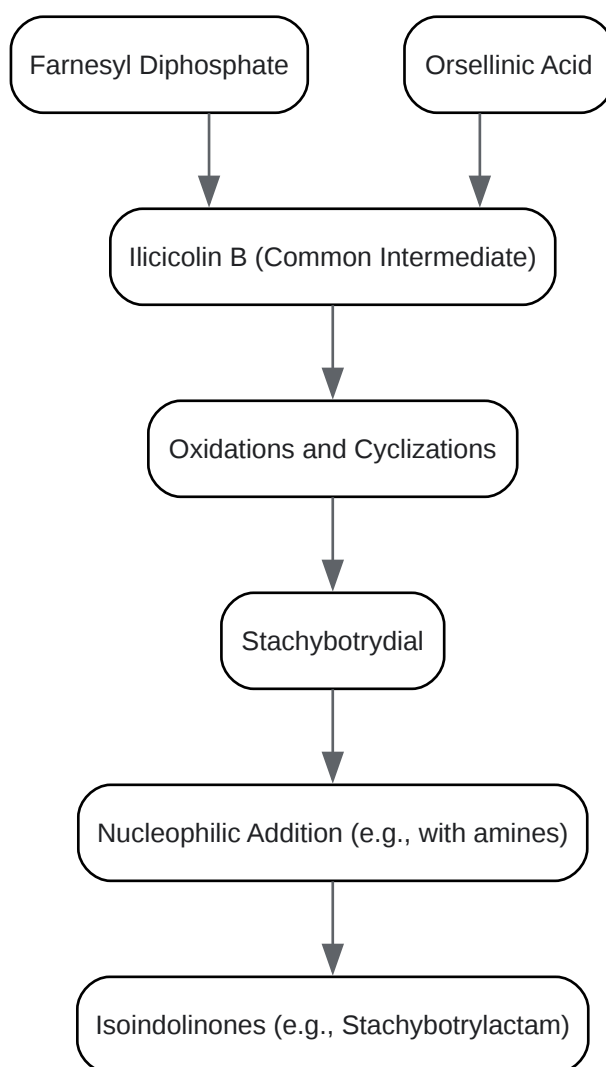 Farnesyl Diphosphate
Orsellinic Acid
Ilicicolin B (Common Intermediate)
Oxidations and Cyclizations
Stachybotrydial
Nucleophilic Addition (e.g., with amines)
Isoindolinones (e.g., Stachybotrylactam)